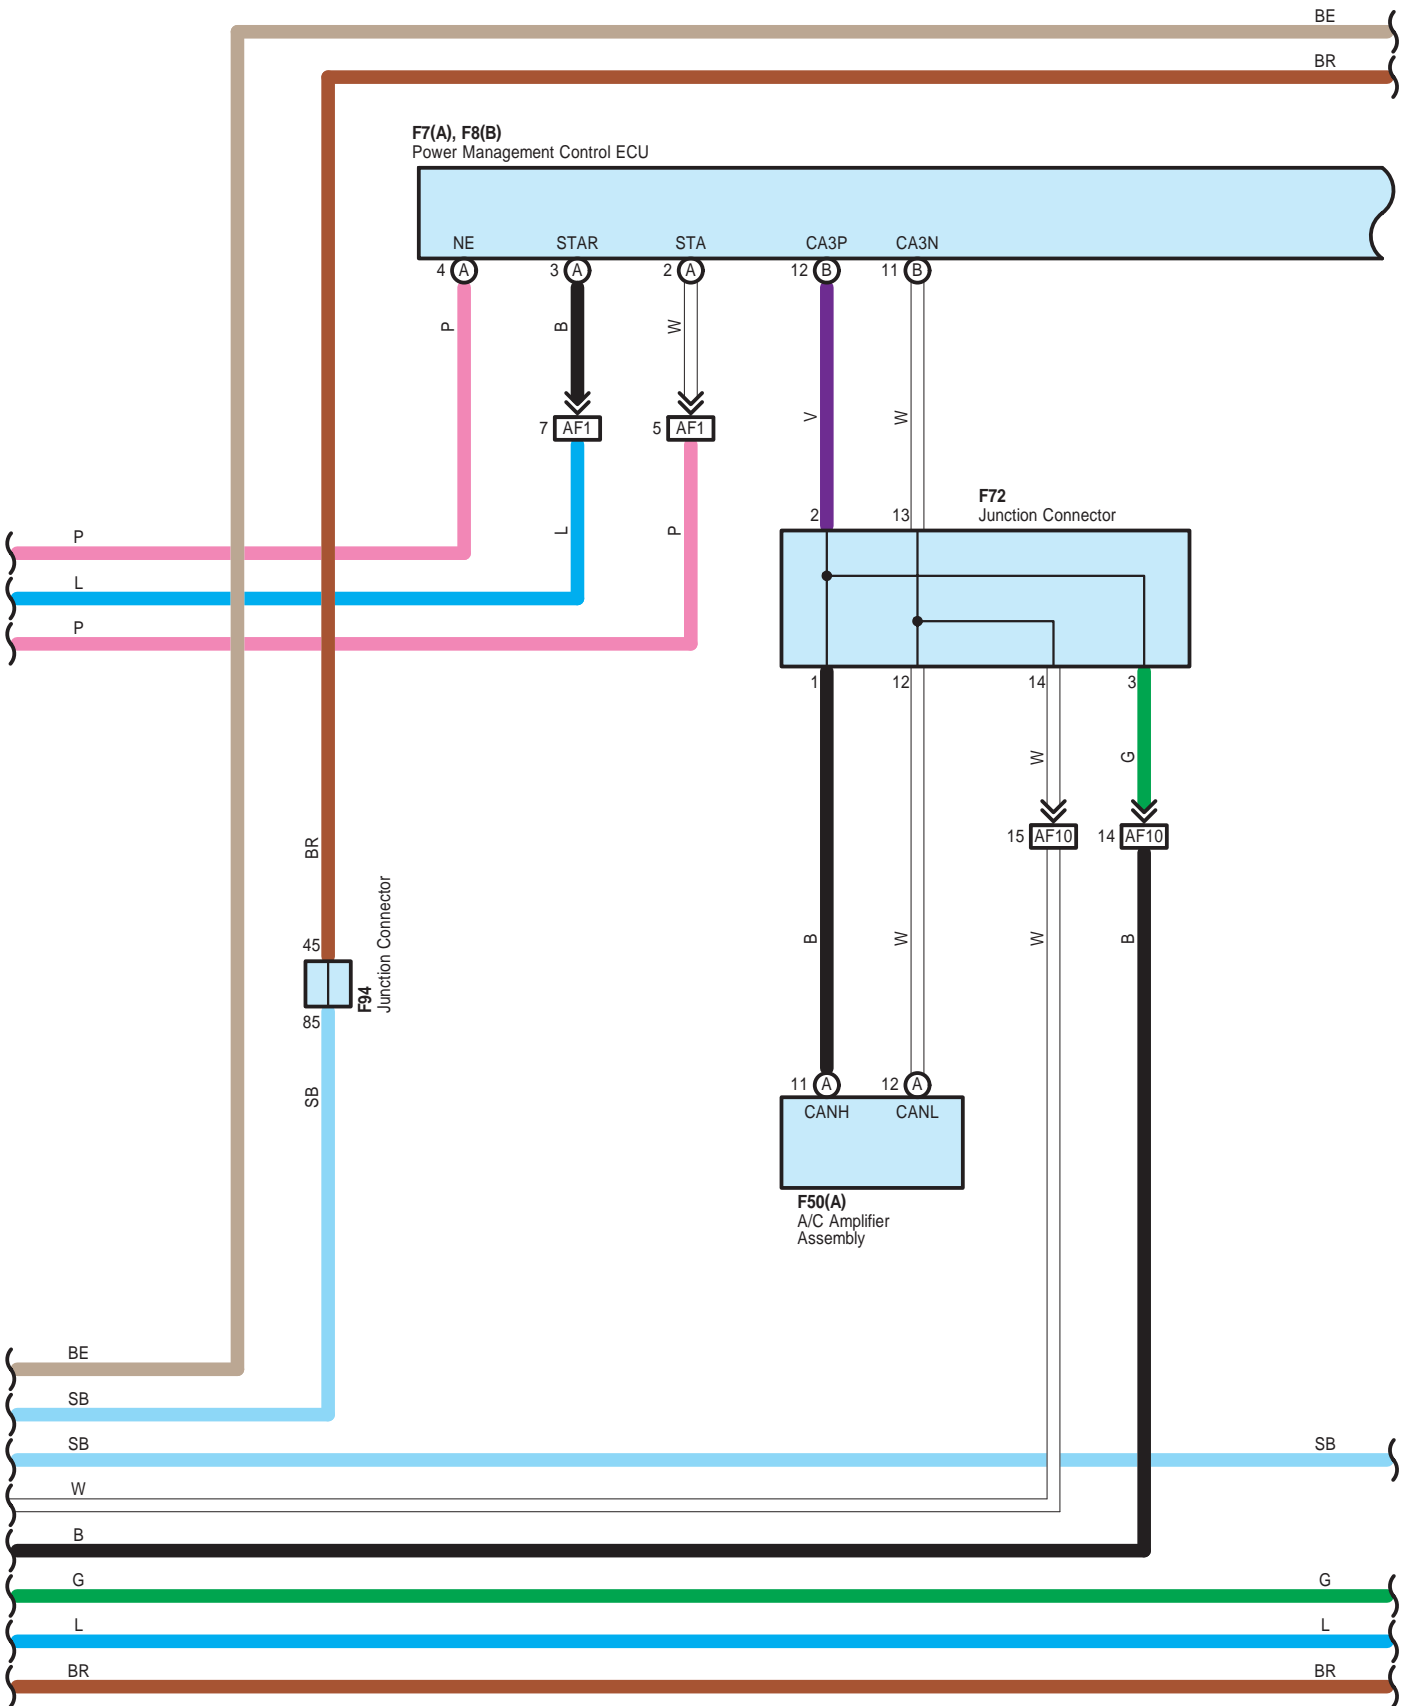 BE
BR
F7(A), F8(B)
Power Management Control ECU
NE STAR STA CA3P CA3N
4 A 3 A 2 A 12 B 11 B
P B W
V W
7 AF1 5 AF1
F72
Junction Connector
2 13
L P
P
L
P
1 12 14 3
W G
15 AF10 14 AF10
BR
45
F94
Junction Connector
85
SB
B W W B
11 A 12 A
CANH CANL
F50(A)
A/C Amplifier
Assembly
BE
SB
SB SB
W
B
G G
L L
BR BR